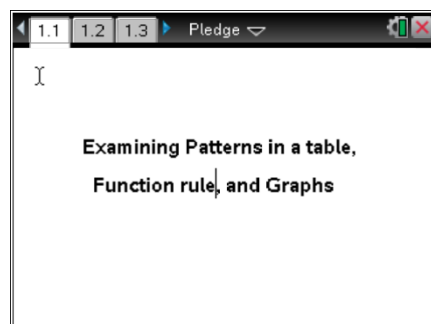 1.1 1.2 1.3 Pledge
Examining Patterns in a table,
Function rule, and Graphs